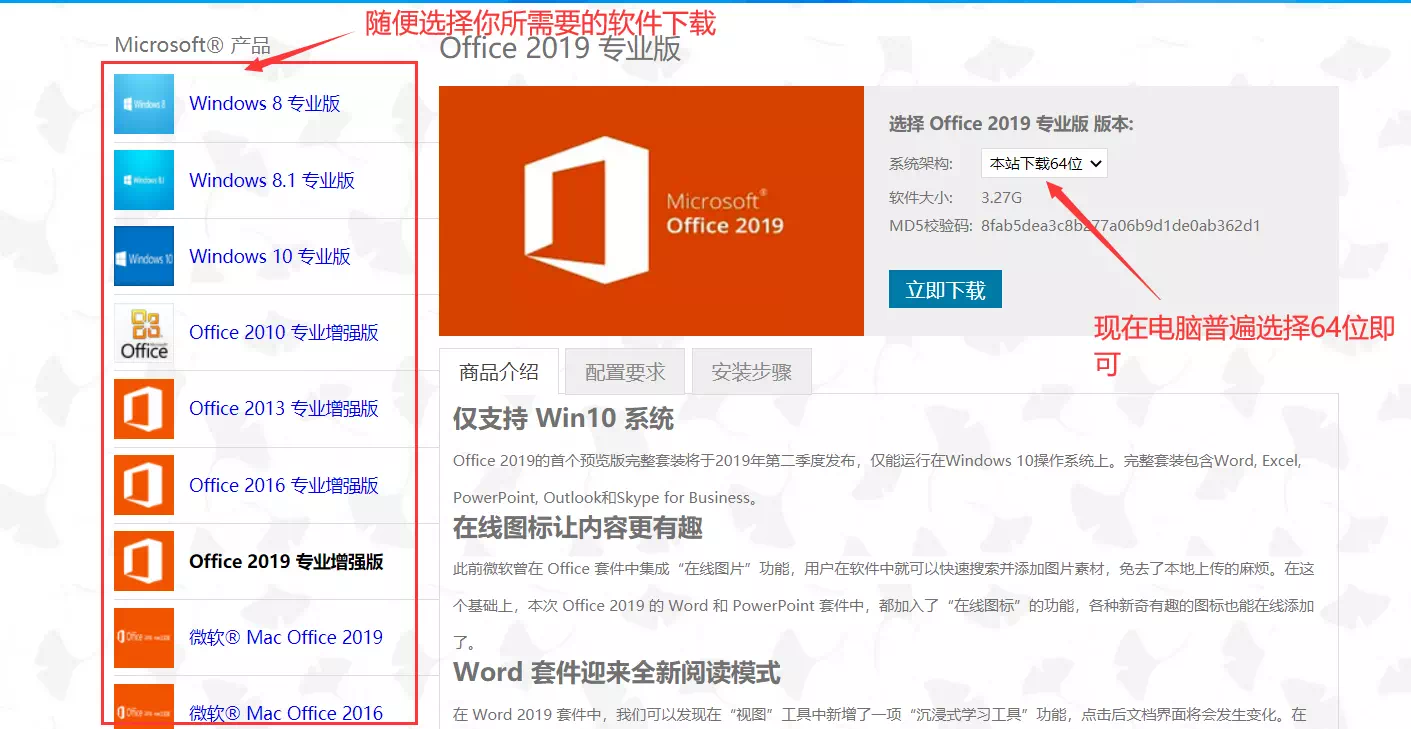 随便选择你所需要的软件下载
Microsoft® 产品
Windows 8
Windows 8 专业版
Windows 8.1
Windows 8.1 专业版
Windows 10
Windows 10 专业版
Office
Office 2010 专业增强版
Office 2013 专业增强版
Office 2016 专业增强版
Office 2019 专业增强版
Office
微软® Mac Office 2019
Office
微软® Mac Office 2016
Office 2019 专业版
Microsoft®
Office 2019
选择 Office 2019 专业版 版本:
系统架构: 本站下载64位
软件大小: 3.27G
MD5校验码: 8fab5dea3c8b277a06b9d1de0ab362d1
立即下载
现在电脑普遍选择64位即
可
商品介绍 配置要求 安装步骤
仅支持 Win10 系统
Office 2019的首个预览版完整套装将于2019年第二季度发布，仅能运行在Windows 10操作系统上。完整套装包含Word, Excel,
PowerPoint, Outlook和Skype for Business。
在线图标让内容更有趣
此前微软曾在 Office 套件中集成“在线图片”功能，用户在软件中就可以快速搜索并添加图片素材，免去了本地上传的麻烦。在这
个基础上，本次 Office 2019 的 Word 和 PowerPoint 套件中，都加入了“在线图标”的功能，各种新奇有趣的图标也能在线添加
了。
Word 套件迎来全新阅读模式
在 Word 2019 套件中，我们可以发现在“视图”工具中新增了一项“沉浸式学习工具”功能，点击后文档界面将会发生变化。在